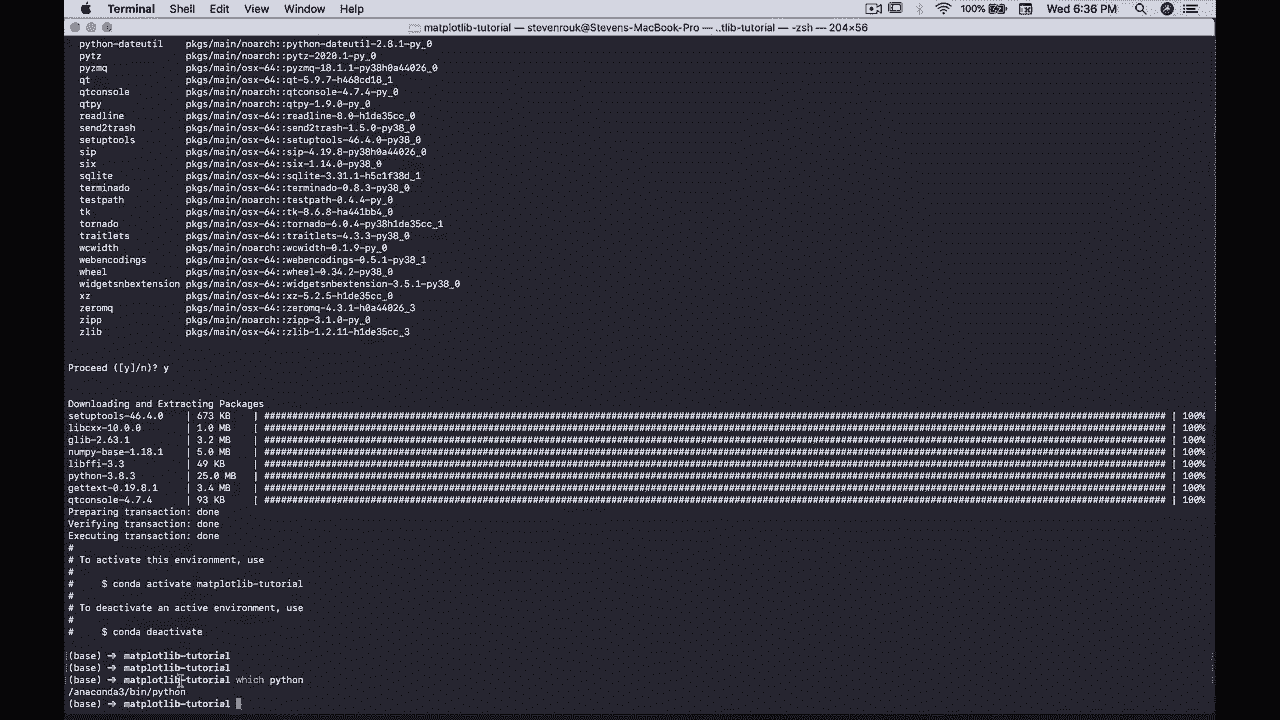 Terminal Shell Edit View Window Help 100% Wed 6:36 PM
matplotlib-tutorial — stevenrouk@Stevens-MacBook-Pro — ..tlib-tutorial — -zsh — 204×56
python-dateutil pkgs/main/noarch::python-dateutil-2.8.1-py_0
pytz pkgs/main/noarch::pytz-2020.1-py_0
pyzmq pkgs/main/osx-64::pyzmq-18.1.1-py38h0a44026_0
qt pkgs/main/osx-64::qt-5.9.7-h468cd18_1
qtconsole pkgs/main/noarch::qtconsole-4.7.4-py_0
qtpy pkgs/main/noarch::qtpy-1.9.0-py_0
readline pkgs/main/osx-64::readline-8.0-h1de35cc_0
send2trash pkgs/main/osx-64::send2trash-1.5.0-py38_0
setuptools pkgs/main/osx-64::setuptools-46.4.0-py38_0
sip pkgs/main/osx-64::sip-4.19.8-py38h0a44026_0
six pkgs/main/osx-64::six-1.14.0-py38_0
sqlite pkgs/main/osx-64::sqlite-3.31.1-h5c1f38d_1
terminado pkgs/main/osx-64::terminado-0.8.3-py38_0
testpath pkgs/main/noarch::testpath-0.4.4-py_0
tk pkgs/main/osx-64::tk-8.6.8-ha441bb4_0
tornado pkgs/main/osx-64::tornado-6.0.4-py38h1de35cc_1
traitlets pkgs/main/osx-64::traitlets-4.3.3-py38_0
wcwidth pkgs/main/noarch::wcwidth-0.1.9-py_0
webencodings pkgs/main/osx-64::webencodings-0.5.1-py38_1
wheel pkgs/main/osx-64::wheel-0.34.2-py38_0
widgetsnbextension pkgs/main/osx-64::widgetsnbextension-3.5.1-py38_0
xz pkgs/main/osx-64::xz-5.2.5-h1de35cc_0
zeromq pkgs/main/osx-64::zeromq-4.3.1-h0a44026_3
zipp pkgs/main/noarch::zipp-3.1.0-py_0
zlib pkgs/main/osx-64::zlib-1.2.11-h1de35cc_3
Proceed ([y]/n)? y
Downloading and Extracting Packages
setuptools-46.4.0 | 673 KB | ############################## | 100%
libcxx-10.0.0 | 1.0 MB | ############################## | 100%
glib-2.63.1 | 3.2 MB | ############################## | 100%
numpy-base-1.18.1 | 5.0 MB | ############################## | 100%
libffi-3.3 | 49 KB | ############################## | 100%
python-3.8.3 | 25.0 MB | ############################## | 100%
gettext-0.19.8.1 | 3.4 MB | ############################## | 100%
qtconsole-4.7.4 | 93 KB | ############################## | 100%
Preparing transaction: done
Verifying transaction: done
Executing transaction: done
#
# To activate this environment, use
#
# $ conda activate matplotlib-tutorial
#
# To deactivate an active environment, use
#
# $ conda deactivate
(base) → matplotlib-tutorial
(base) → matplotlib-tutorial
(base) → matplotlib-tutorial which python
/anaconda3/bin/python
(base) → matplotlib-tutorial